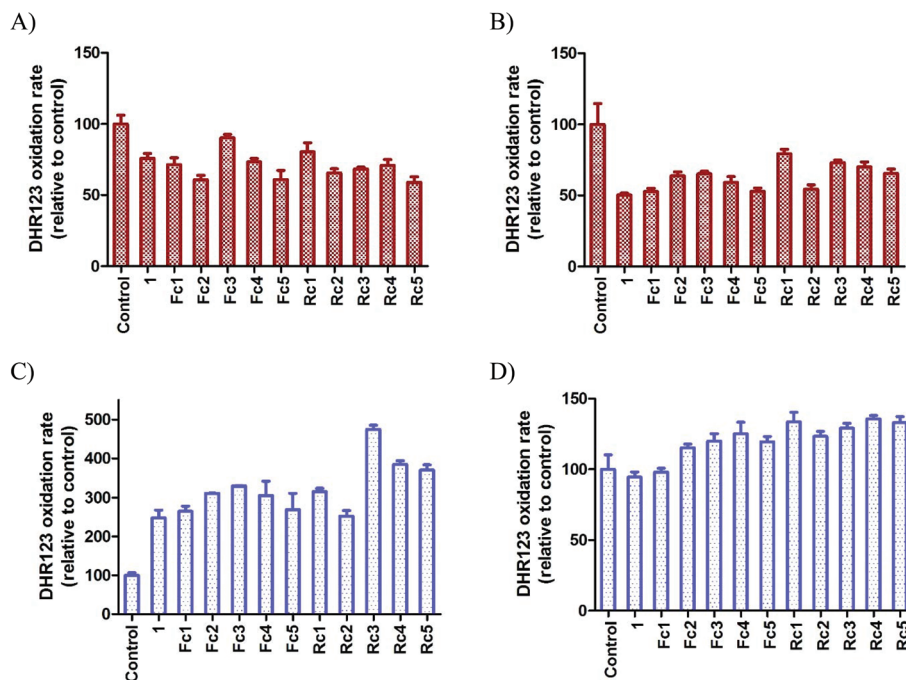 A)
DHR123 oxidation rate
(relative to control)
150
100
50
0
Control
1
Fc1
Fc2
Fc3
Fc4
Fc5
Rc1
Rc2
Rc3
Rc4
Rc5
B)
DHR123 oxidation rate
(relative to control)
150
100
50
0
Control
1
Fc1
Fc2
Fc3
Fc4
Fc5
Rc1
Rc2
Rc3
Rc4
Rc5
C)
DHR123 oxidation rate
(relative to control)
500
400
300
200
100
0
Control
1
Fc1
Fc2
Fc3
Fc4
Fc5
Rc1
Rc2
Rc3
Rc4
Rc5
D)
DHR123 oxidation rate
(relative to control)
150
100
50
0
Control
1
Fc1
Fc2
Fc3
Fc4
Fc5
Rc1
Rc2
Rc3
Rc4
Rc5